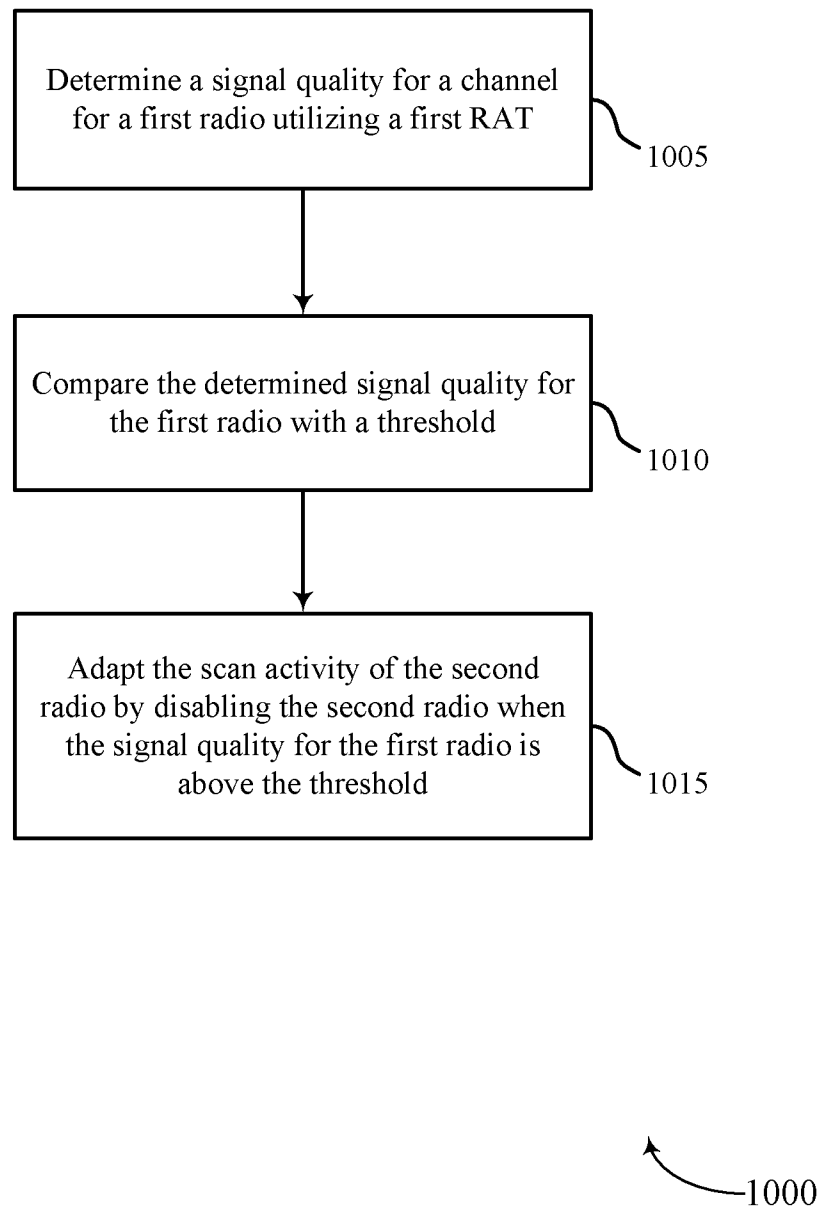 Determine a signal quality for a channel
for a first radio utilizing a first RAT
1005
Compare the determined signal quality for
the first radio with a threshold
1010
Adapt the scan activity of the second
radio by disabling the second radio when
the signal quality for the first radio is
above the threshold
1015
1000